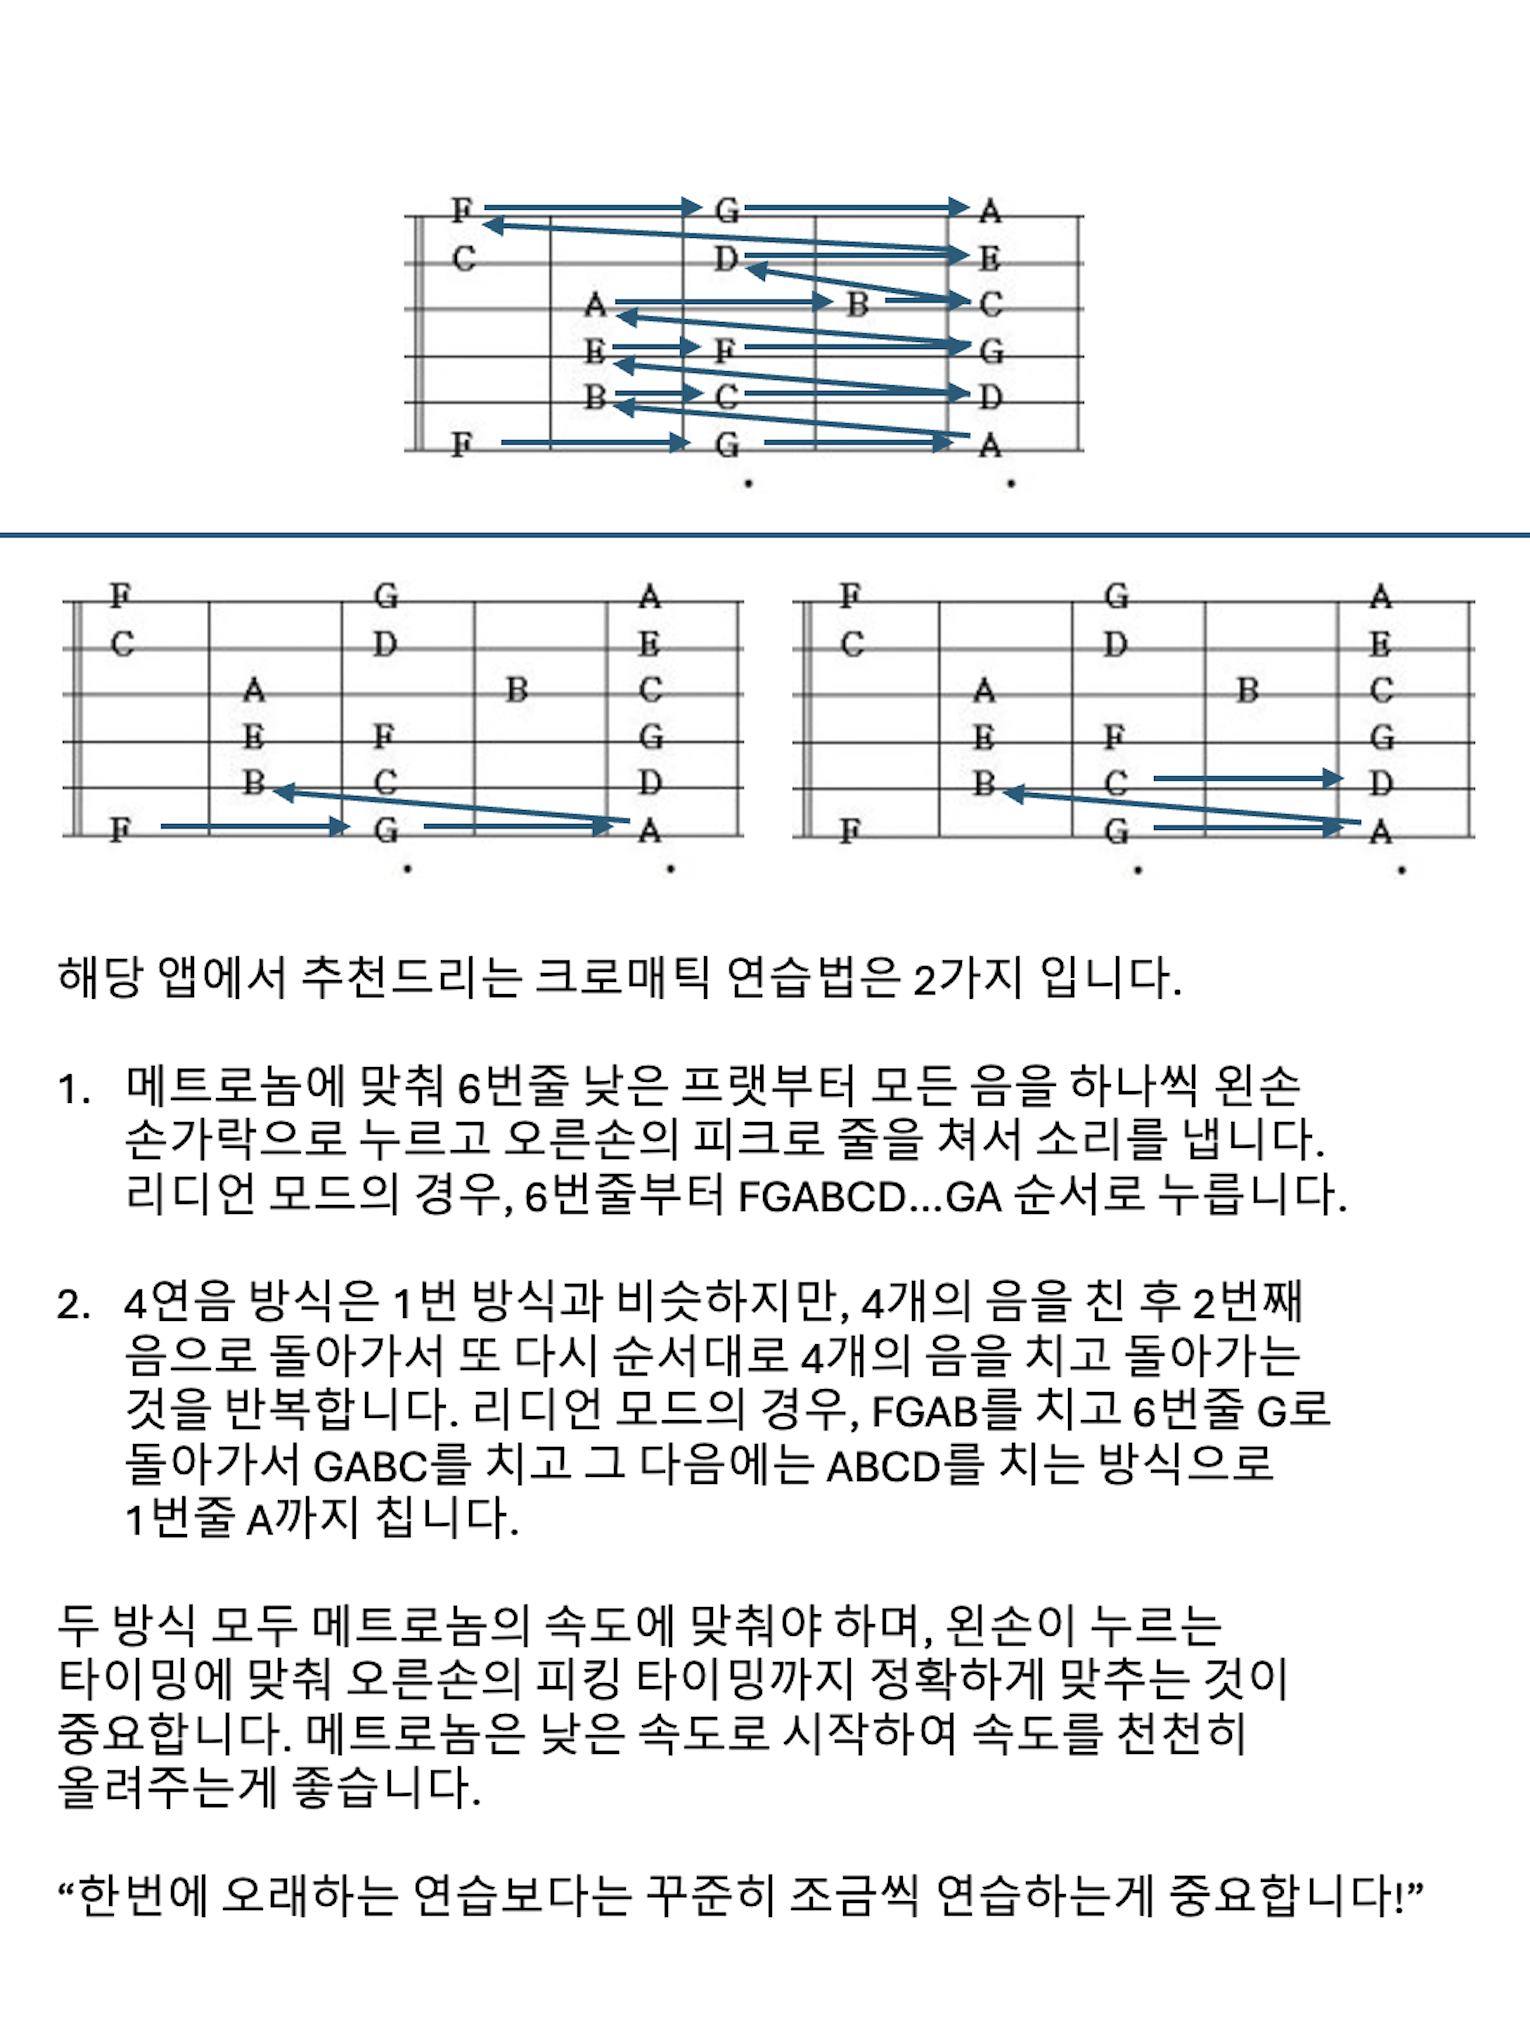 F G A
C D E
A B C
E F G
B C D
F G A
F G A
C D E
A B C
E F G
B C D
F G A
F G A
C D E
A B C
E F G
B C D
F G A
해당 앱에서 추천드리는 크로매틱 연습법은 2가지 입니다.
1. 메트로놈에 맞춰 6번줄 낮은 프랫부터 모든 음을 하나씩 왼손
손가락으로 누르고 오른손의 피크로 줄을 쳐서 소리를 냅니다.
리디언 모드의 경우, 6번줄부터 FGABCD...GA 순서로 누릅니다.
2. 4연음 방식은 1번 방식과 비슷하지만, 4개의 음을 친 후 2번째
음으로 돌아가서 또 다시 순서대로 4개의 음을 치고 돌아가는
것을 반복합니다. 리디언 모드의 경우, FGAB를 치고 6번줄 G로
돌아가서 GABC를 치고 그 다음에는 ABCD를 치는 방식으로
1번줄 A까지 칩니다.
두 방식 모두 메트로놈의 속도에 맞춰야 하며, 왼손이 누르는
타이밍에 맞춰 오른손의 피킹 타이밍까지 정확하게 맞추는 것이
중요합니다. 메트로놈은 낮은 속도로 시작하여 속도를 천천히
올려주는게 좋습니다.
“한번에 오래하는 연습보다는 꾸준히 조금씩 연습하는게 중요합니다!”